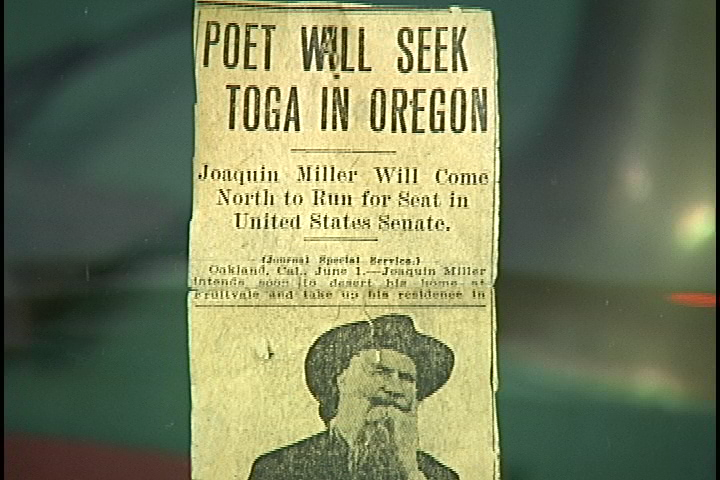 POET WILL SEEK
TOGA IN OREGON
Joaquin Miller Will Come
North to Run for Seat in
United States Senate.
(Journal Special Service.)
Oakland, Cal., June 1.—Joaquin Miller
intends soon to desert his home at
Fruitvale and take up his residence in